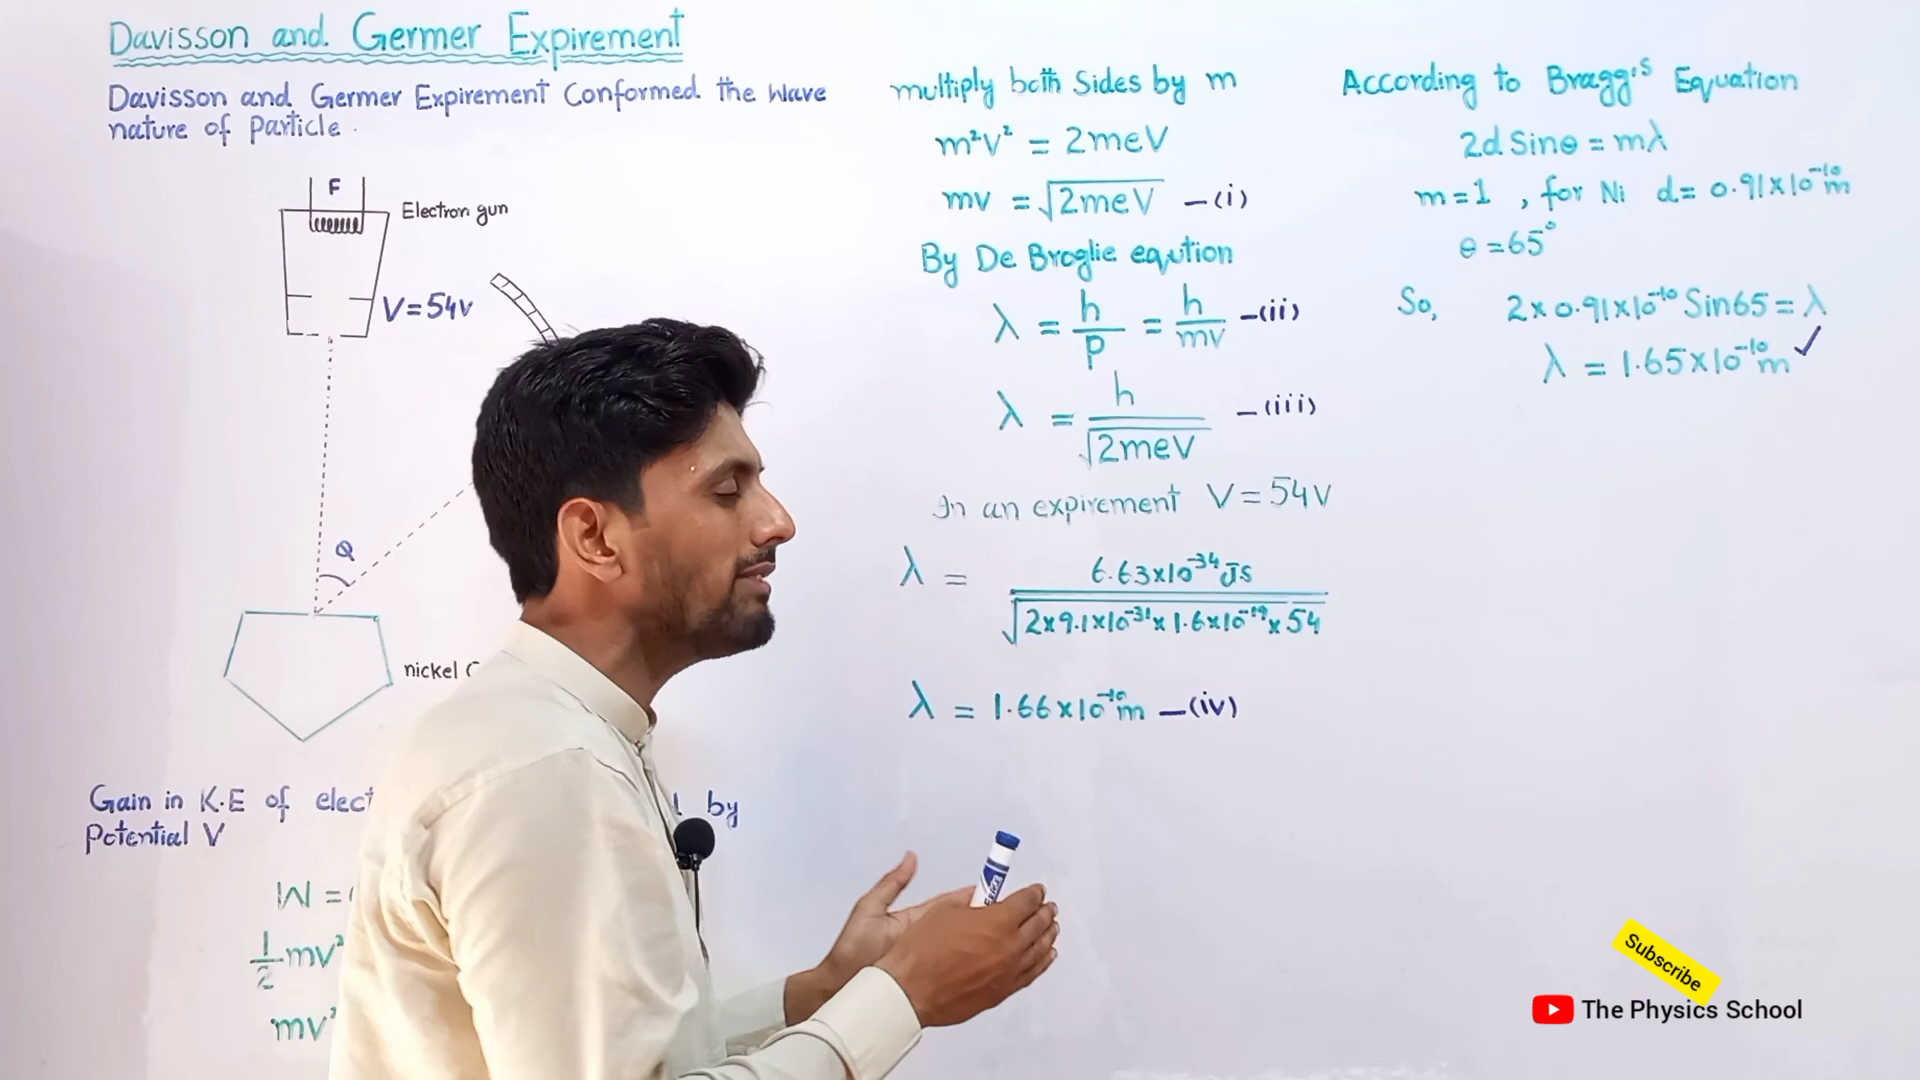 Davisson and Germer Expirement
Davisson and Germer Expirement Conformed the Wave
nature of Particle.
F
Electron gun
V=54v
θ
nickel
Gain in K.E of by
Potential V
W =
1/2 mv²
mv²
multiply both Sides by m
m²v² = 2meV
mv = √2meV —(i)
By De Broglie eqution
λ = h/P = h/mv —(ii)
λ = h/√2meV —(iii)
In an expirement V=54v
λ = 6.63x10⁻³⁴Js/√2x9.1x10⁻³¹x1.6x10⁻¹⁹x54
λ = 1.66x10⁻¹⁰m —(iv)
According to Bragg's Equation
2d Sinθ = mλ
m=1 , for Ni d= 0.91x10⁻¹⁰m
θ =65°
So, 2x0.91x10⁻¹⁰ Sin65 = λ
λ = 1.65x10⁻¹⁰m ✓
Subscribe
The Physics School